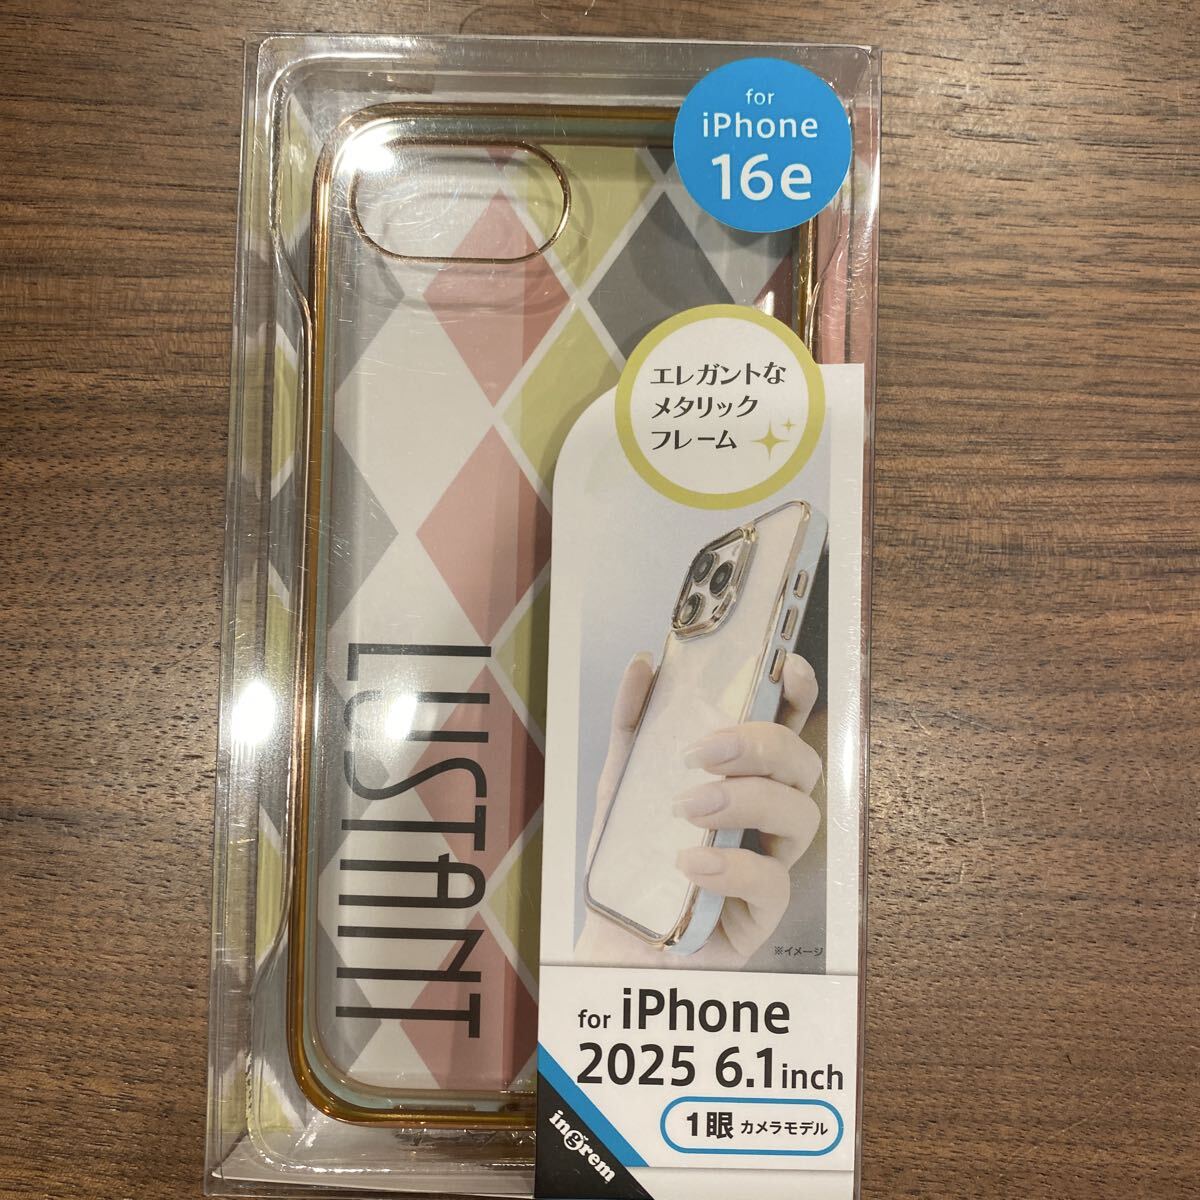 for
iPhone
16e
エレガントな
メタリック
フレーム
LUSTANT
※イメージ
for iPhone
2025 6.1inch
1眼 カメラモデル
ingrem